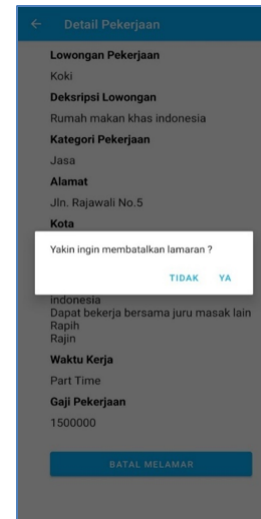 Detail Pekerjaan
Lowongan Pekerjaan
Koki
Deksripsi Lowongan
Rumah makan khas indonesia
Kategori Pekerjaan
Jasa
Alamat
Jln. Rajawali No.5
Kota
Yakin ingin membatalkan lamaran ?
TIDAK YA
indonesia
Dapat bekerja bersama juru masak lain
Rapih
Rajin
Waktu Kerja
Part Time
Gaji Pekerjaan
1500000
BATAL MELAMAR